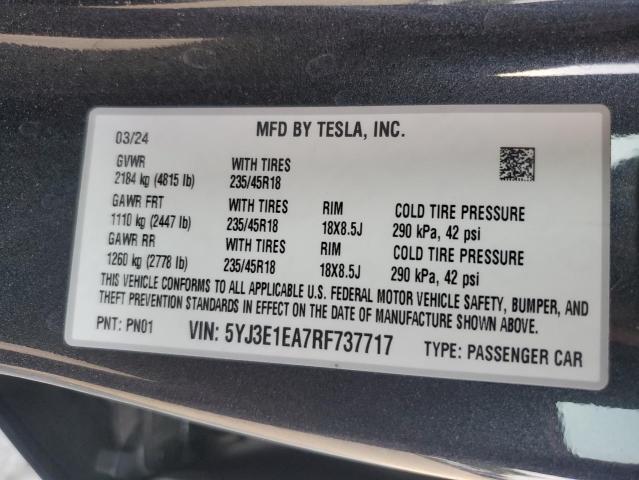 MFD BY TESLA, INC.
03/24
GVWR WITH TIRES
2184 kg (4815 lb) 235/45R18
GAWR FRT WITH TIRES RIM COLD TIRE PRESSURE
1110 kg (2447 lb) 235/45R18 18X8.5J 290 kPa, 42 psi
GAWR RR WITH TIRES RIM COLD TIRE PRESSURE
1260 kg (2778 lb) 235/45R18 18X8.5J 290 kPa, 42 psi
THIS VEHICLE CONFORMS TO ALL APPLICABLE U.S. FEDERAL MOTOR VEHICLE SAFETY, BUMPER, AND
THEFT PREVENTION STANDARDS IN EFFECT ON THE DATE OF MANUFACTURE SHOWN ABOVE.
PNT: PN01 VIN: 5YJ3E1EA7RF737717 TYPE: PASSENGER CAR